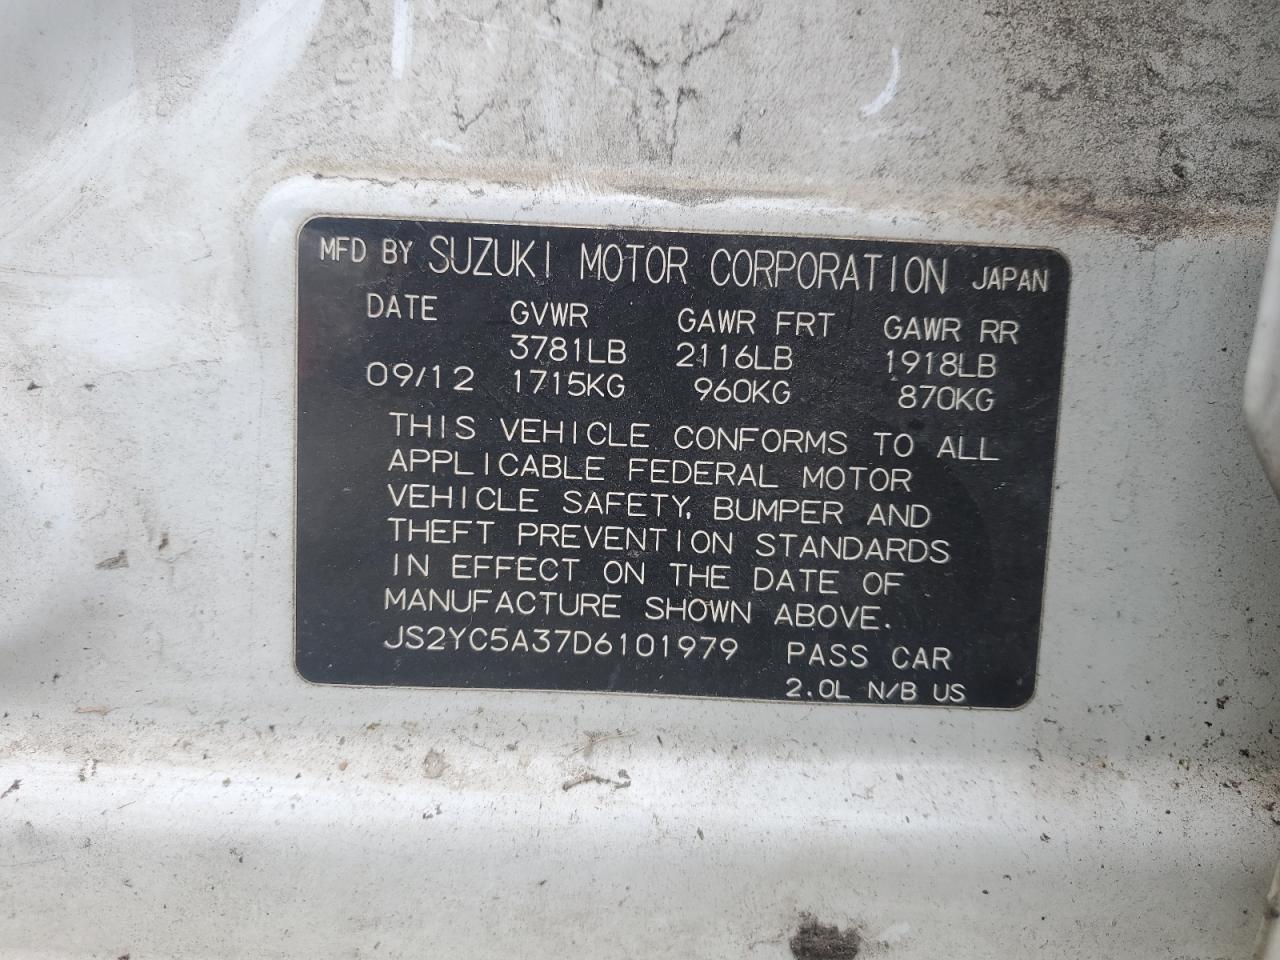 MFD BY SUZUKI MOTOR CORPORATION JAPAN
DATE GVWR GAWR FRT GAWR RR
3781LB 2116LB 1918LB
09/12 1715KG 960KG 870KG
THIS VEHICLE CONFORMS TO ALL
APPLICABLE FEDERAL MOTOR
VEHICLE SAFETY, BUMPER AND
THEFT PREVENTION STANDARDS
IN EFFECT ON THE DATE OF
MANUFACTURE SHOWN ABOVE.
JS2YC5A37D6101979 PASS CAR
2.0L N/B US